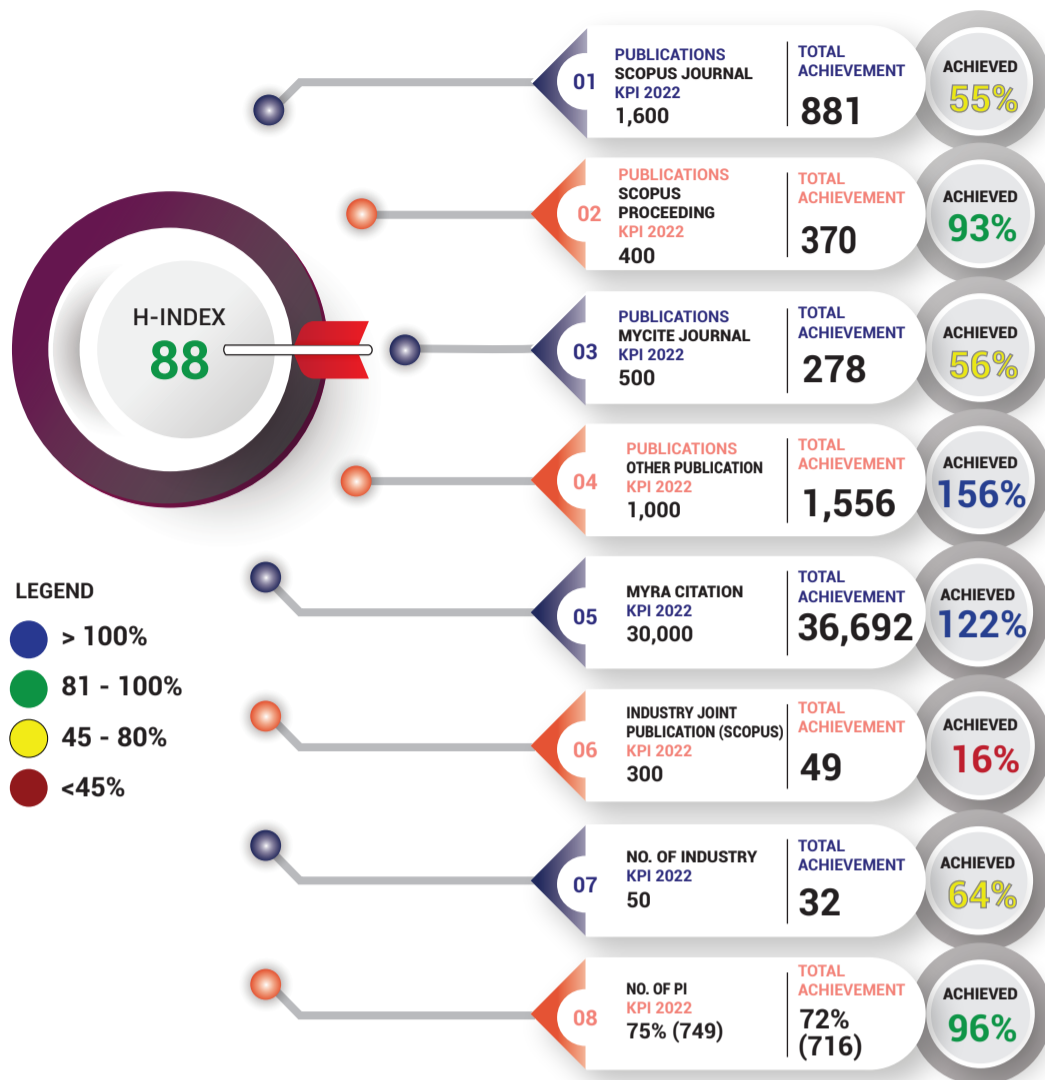 H-INDEX
88
LEGEND
> 100%
81 - 100%
45 - 80%
<45%
01
PUBLICATIONS
SCOPUS JOURNAL
KPI 2022
1,600
TOTAL
ACHIEVEMENT
881
ACHIEVED
55%
02
PUBLICATIONS
SCOPUS
PROCEEDING
KPI 2022
400
TOTAL
ACHIEVEMENT
370
ACHIEVED
93%
03
PUBLICATIONS
MYCITE JOURNAL
KPI 2022
500
TOTAL
ACHIEVEMENT
278
ACHIEVED
56%
04
PUBLICATIONS
OTHER PUBLICATION
KPI 2022
1,000
TOTAL
ACHIEVEMENT
1,556
ACHIEVED
156%
05
MYRA CITATION
KPI 2022
30,000
TOTAL
ACHIEVEMENT
36,692
ACHIEVED
122%
06
INDUSTRY JOINT
PUBLICATION (SCOPUS)
KPI 2022
300
TOTAL
ACHIEVEMENT
49
ACHIEVED
16%
07
NO. OF INDUSTRY
KPI 2022
50
TOTAL
ACHIEVEMENT
32
ACHIEVED
64%
08
NO. OF PI
KPI 2022
75% (749)
TOTAL
ACHIEVEMENT
72%
(716)
ACHIEVED
96%